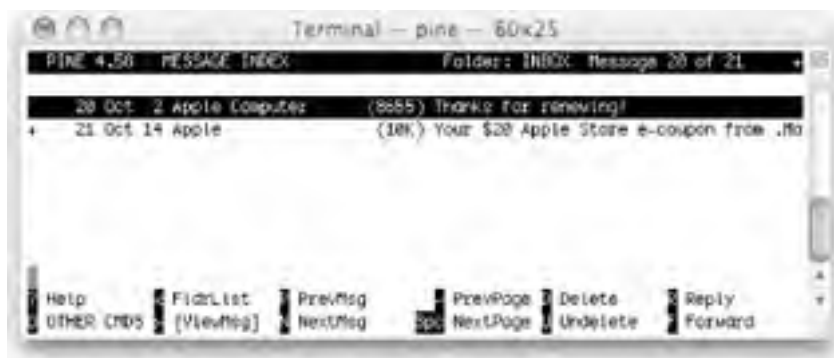 Terminal — pine — 60x25
PINE 4.58 MESSAGE INDEX Folder: INBOX Message 20 of 21 +
20 Oct 2 Apple Computer (8655) Thanks for renewing!
+ 21 Oct 14 Apple (10K) Your $20 Apple Store e-coupon from .Ma
Help FldrList PrevMsg PrevPage Delete Reply
OTHER CMDS [ViewMsg] NextMsg Spc NextPage Undelete Forward